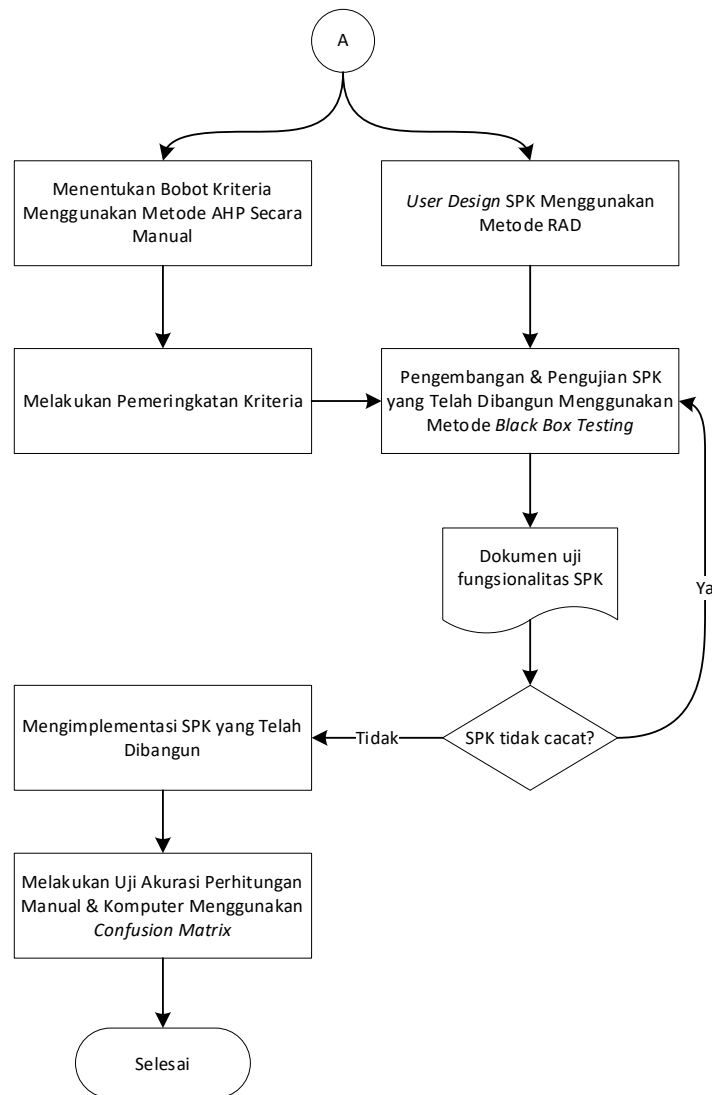 A
Menentukan Bobot Kriteria
Menggunakan Metode AHP Secara
Manual
User Design SPK Menggunakan
Metode RAD
Melakukan Pemeringkatan Kriteria
Pengembangan & Pengujian SPK
yang Telah Dibangun Menggunakan
Metode Black Box Testing
Dokumen uji
fungsionalitas SPK
Ya
Mengimplementasi SPK yang Telah
Dibangun
Tidak
SPK tidak cacat?
Melakukan Uji Akurasi Perhitungan
Manual & Komputer Menggunakan
Confusion Matrix
Selesai